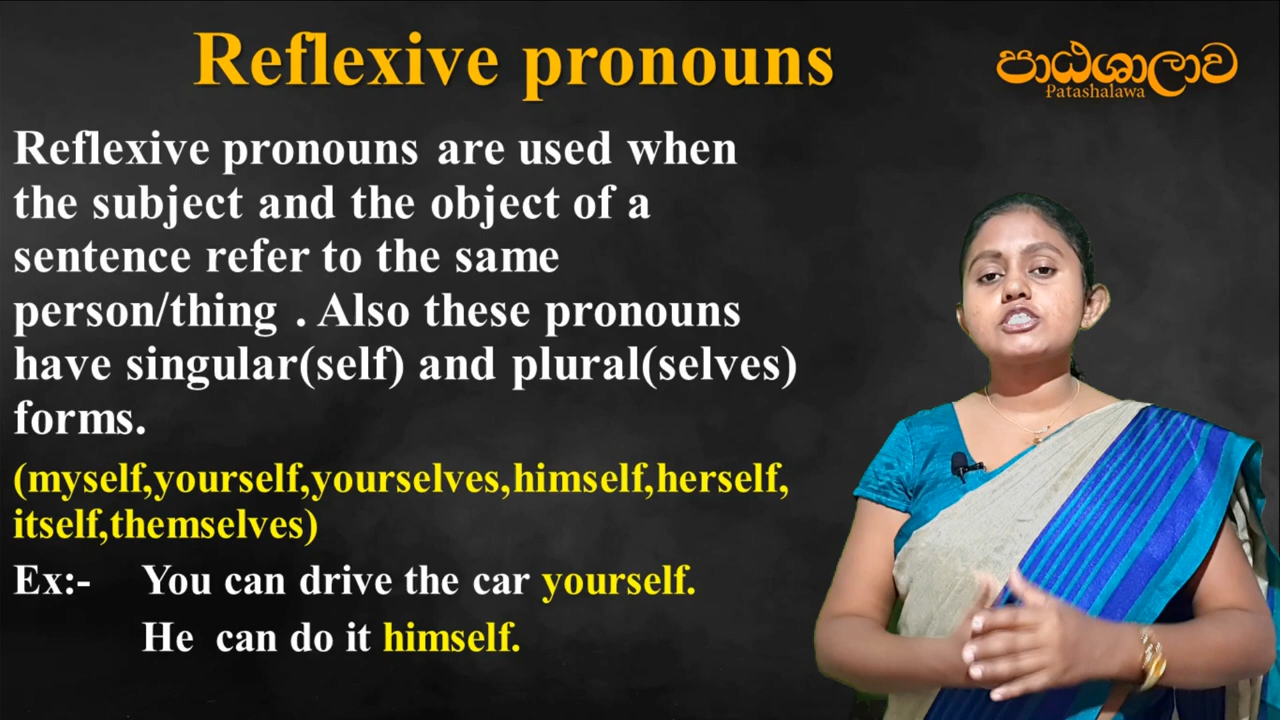 Reflexive pronouns
පාඨශාලාව
Patashalawa
Reflexive pronouns are used when
the subject and the object of a
sentence refer to the same
person/thing . Also these pronouns
have singular(self) and plural(selves)
forms.
(myself,yourself,yourselves,himself,herself,
itself,themselves)
Ex:- You can drive the car yourself.
He can do it himself.